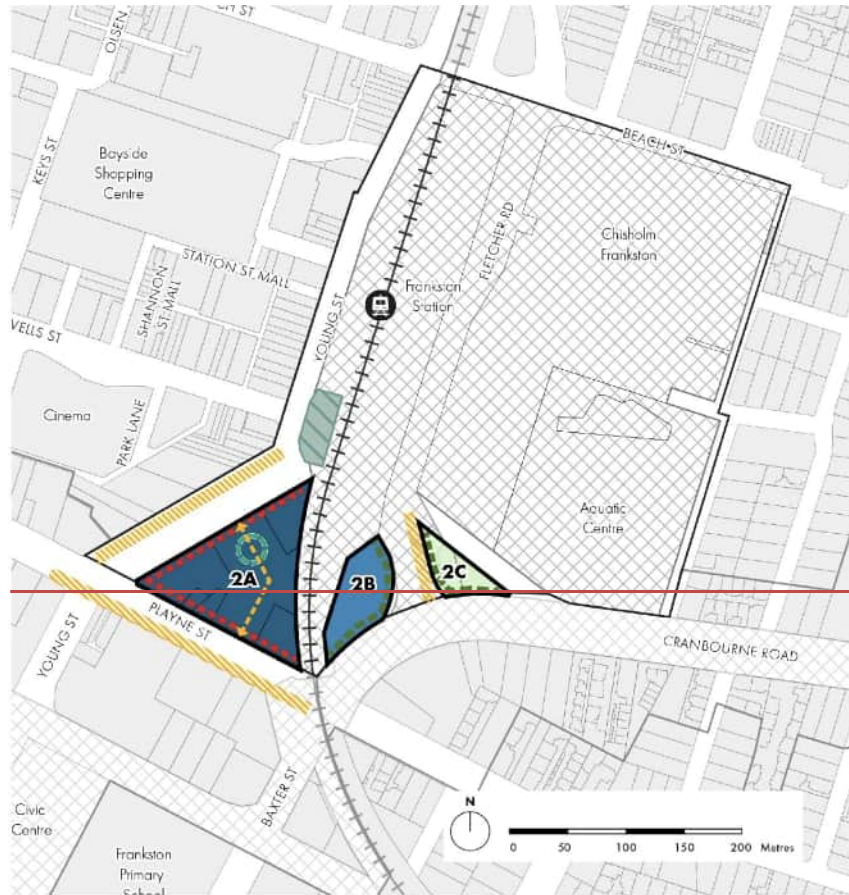 OLSEN
CH ST
KEYS ST
Bayside
Shopping
Centre
BEACH ST
FLETCHER RD
Chisholm
Frankston
STATION ST MALL
SHANNON
ST MALL
YOUNG ST
Frankston
Station
WELLS ST
Cinema
PARK LANE
Aquatic
Centre
2A
2B
2C
PLAYNE ST
YOUNG ST
CRANBOURNE ROAD
BAXTER ST
Civic
Centre
N
0 50 100 150 200 Metres
Frankston
Primary
School